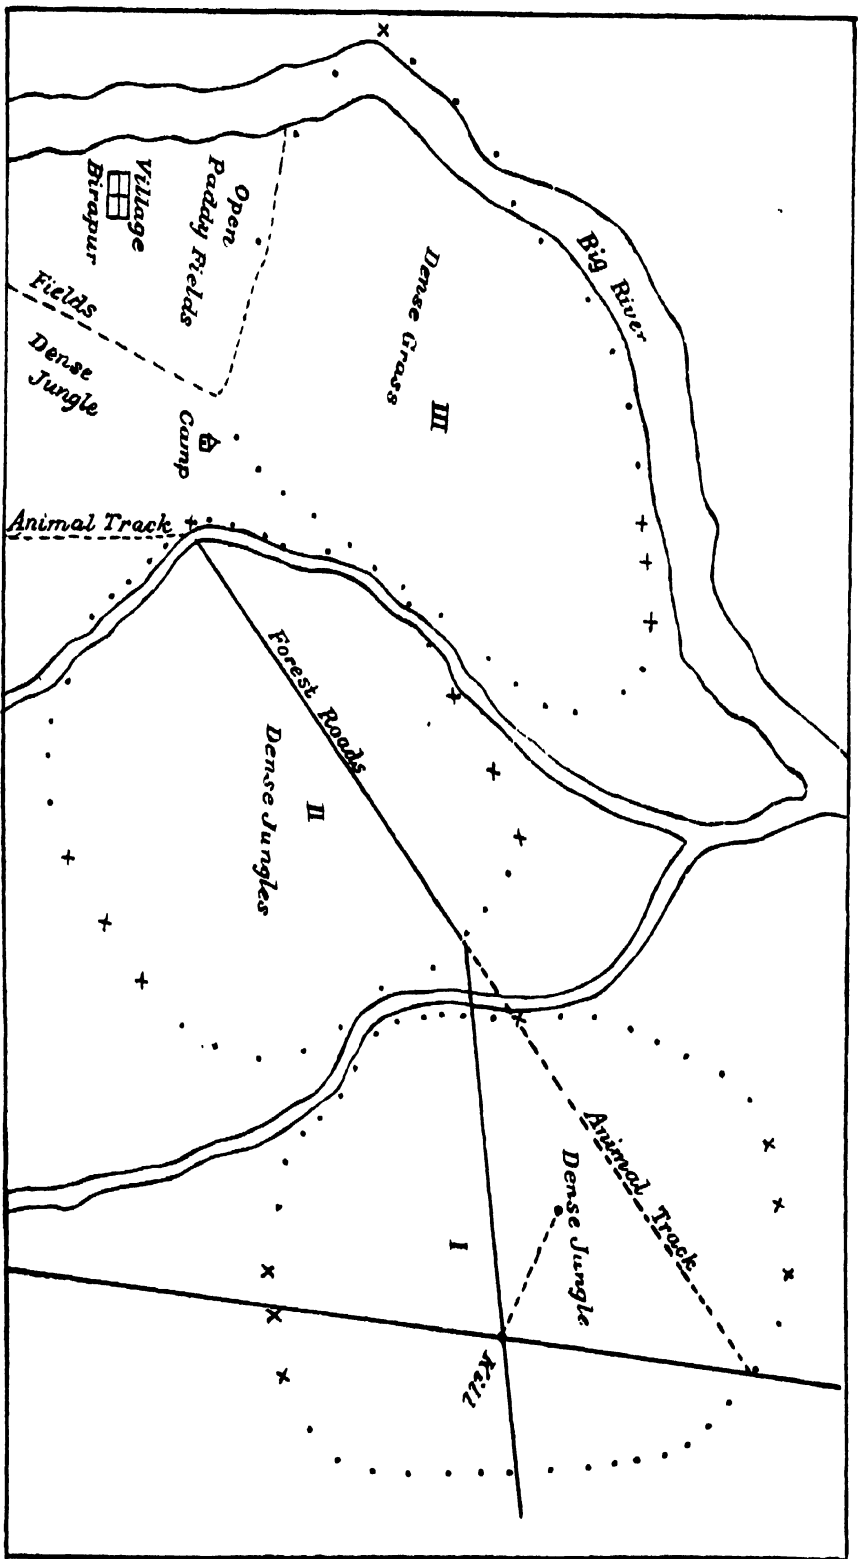 Big River
Open
Paddy Fields
Village
Birapur
Fields
Dense
Jungle
Dense Grass
III
Camp
Animal Track
Forest Roads
II
Dense Jungles
Animal Track
Dense Jungle
I
Kill